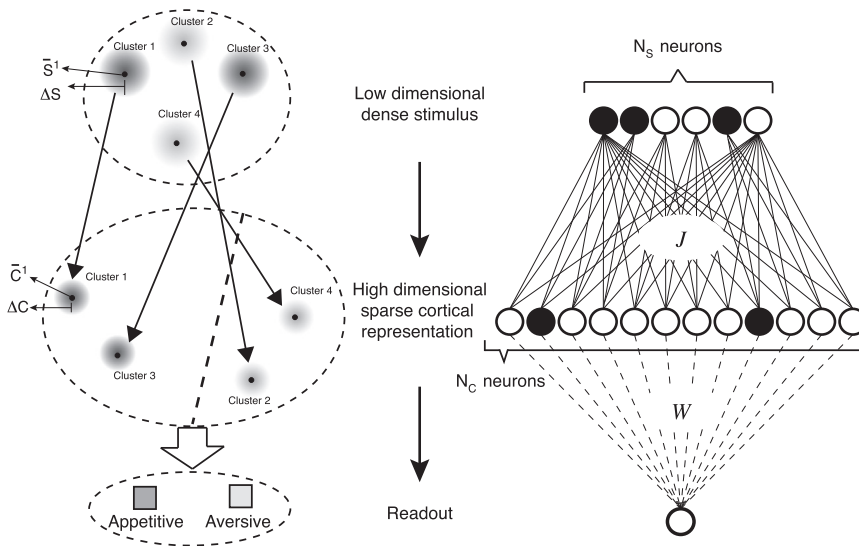 Cluster 2
Cluster 1
Cluster 3
S̄¹
ΔS
Cluster 4
Low dimensional
dense stimulus
C̄¹
Cluster 1
ΔC
Cluster 4
Cluster 3
Cluster 2
High dimensional
sparse cortical
representation
Appetitive
Aversive
Readout
N_S neurons
J
N_C neurons
W